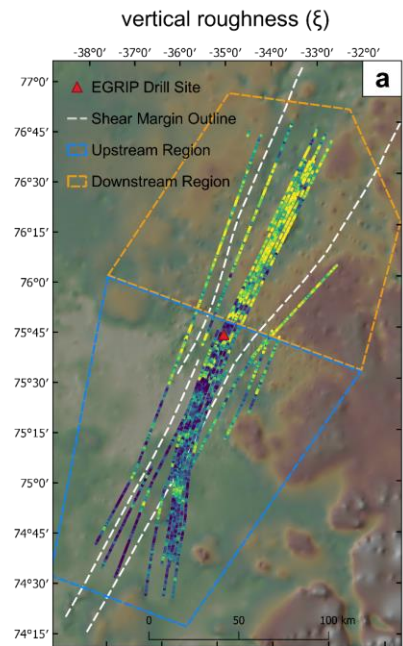 vertical roughness (ξ)
-38°0′ -37°0′ -36°0′ -35°0′ -34°0′ -33°0′ -32°0′
a
77°0′
EGRIP Drill Site
Shear Margin Outline
76°45′
Upstream Region
76°30′
Downstream Region
76°15′
76°0′
75°45′
75°30′
75°15′
75°0′
74°45′
74°30′
74°15′
0 50 100 km